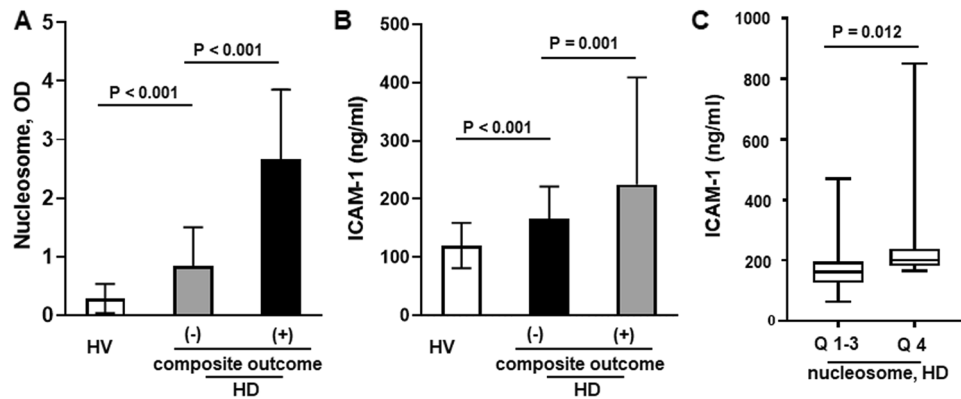 A
Nucleosome, OD
5
4
3
2
1
0
P < 0.001
P < 0.001
HV
(-)
(+)
composite outcome
HD
B
ICAM-1 (ng/ml)
500
400
300
200
100
0
P = 0.001
P < 0.001
HV
(-)
(+)
composite outcome
HD
C
ICAM-1 (ng/ml)
1000
800
600
400
200
0
P = 0.012
Q 1-3
Q 4
nucleosome, HD